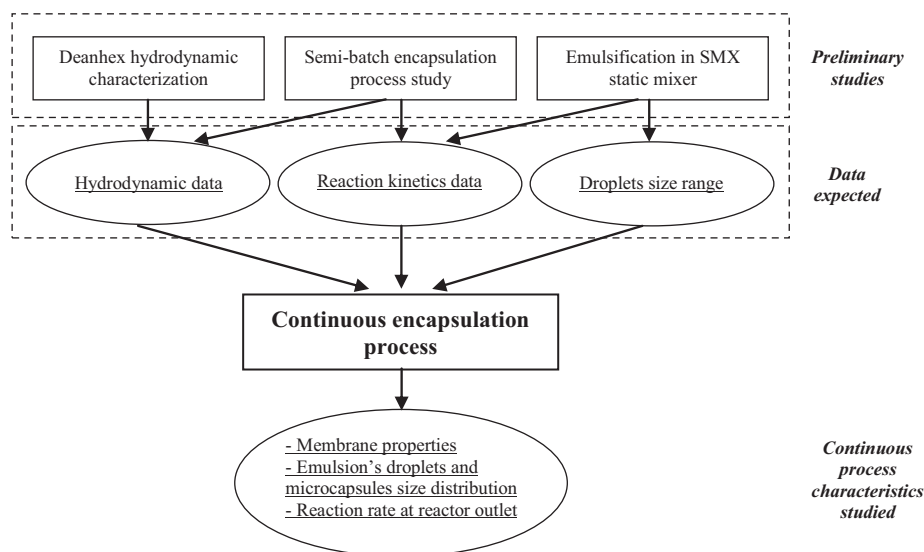 Deanhex hydrodynamic
characterization
Semi-batch encapsulation
process study
Emulsification in SMX
static mixer
Preliminary
studies
Hydrodynamic data
Reaction kinetics data
Droplets size range
Data
expected
Continuous encapsulation
process
- Membrane properties
- Emulsion's droplets and
microcapsules size distribution
- Reaction rate at reactor outlet
Continuous
process
characteristics
studied